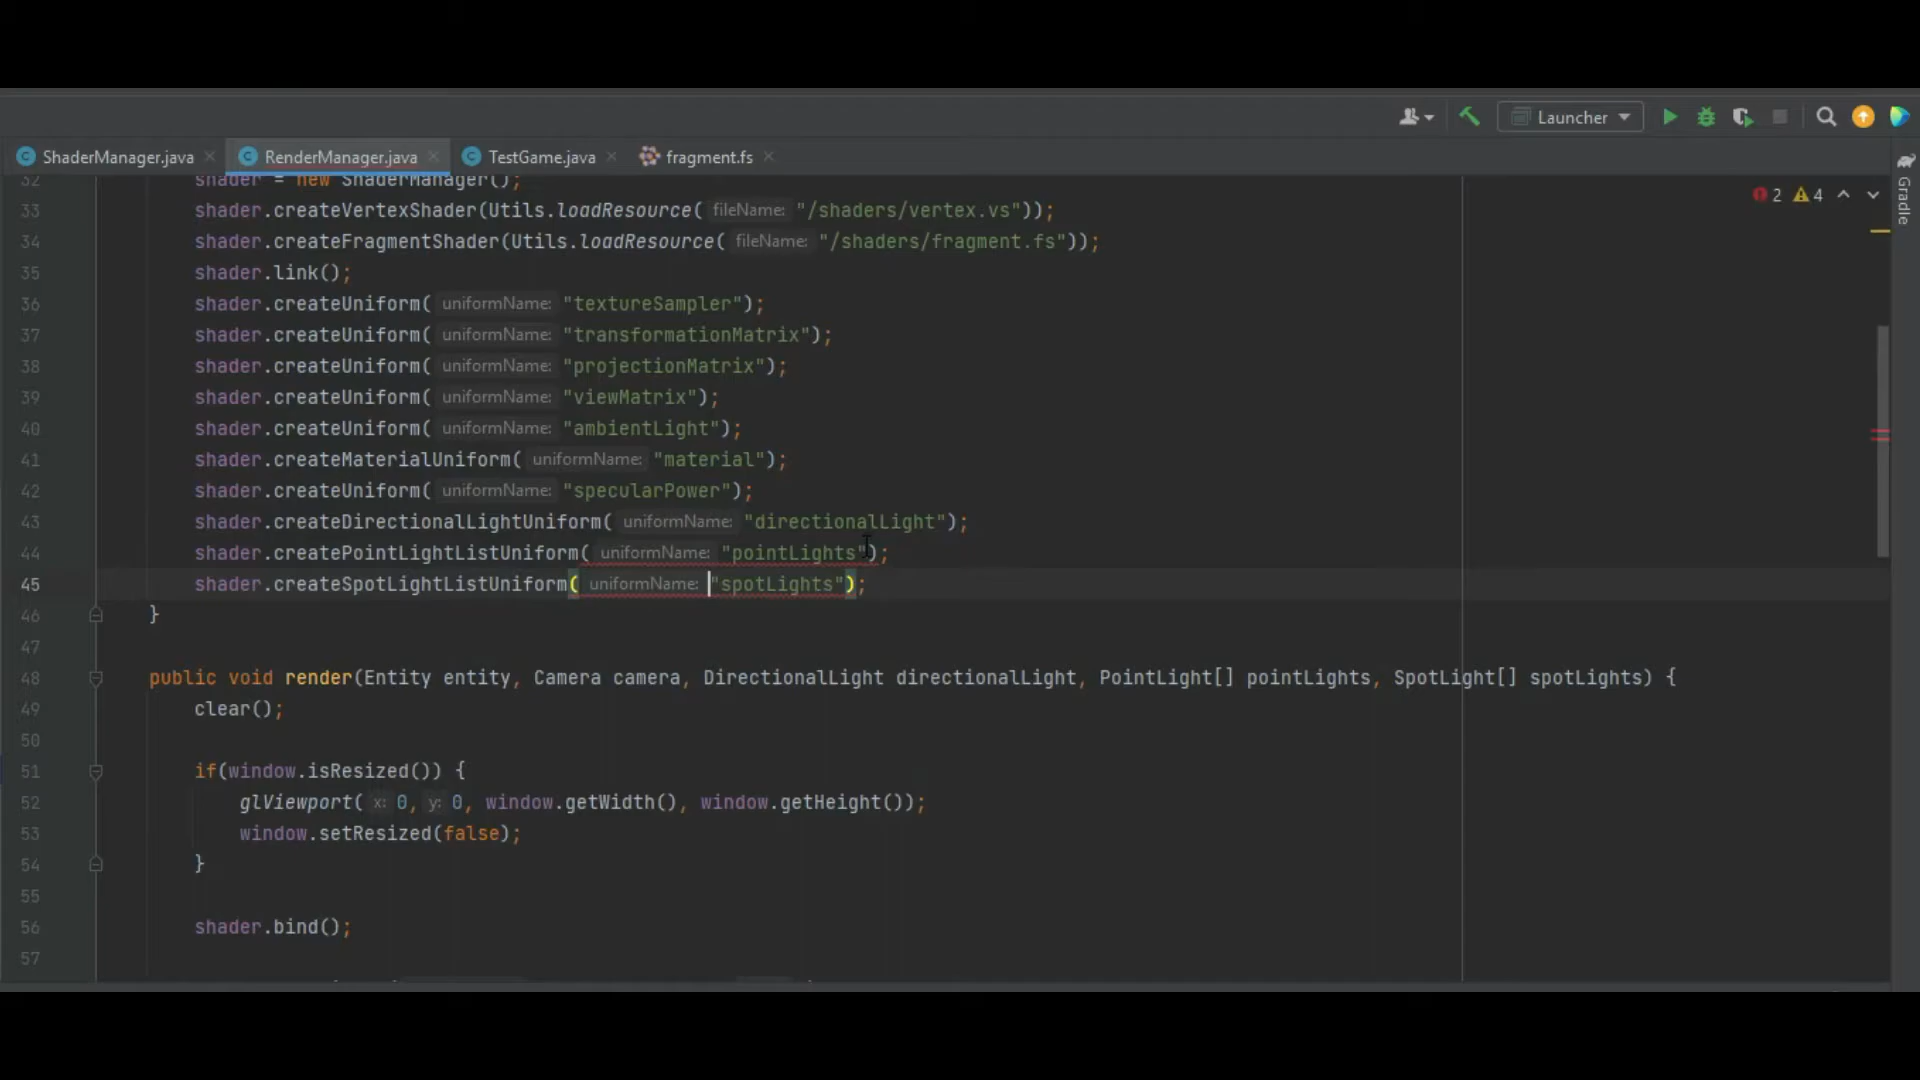 Launcher
ShaderManager.java
RenderManager.java
TestGame.java
fragment.fs
Gradle
2 4
32 shader = new ShaderManager();
33 shader.createVertexShader(Utils.loadResource( fileName: "/shaders/vertex.vs"));
34 shader.createFragmentShader(Utils.loadResource( fileName: "/shaders/fragment.fs"));
35 shader.link();
36 shader.createUniform( uniformName: "textureSampler");
37 shader.createUniform( uniformName: "transformationMatrix");
38 shader.createUniform( uniformName: "projectionMatrix");
39 shader.createUniform( uniformName: "viewMatrix");
40 shader.createUniform( uniformName: "ambientLight");
41 shader.createMaterialUniform( uniformName: "material");
42 shader.createUniform( uniformName: "specularPower");
43 shader.createDirectionalLightUniform( uniformName: "directionalLight");
44 shader.createPointLightListUniform( uniformName: "pointLights");
45 shader.createSpotLightListUniform( uniformName: "spotLights");
46 }
47
48 public void render(Entity entity, Camera camera, DirectionalLight directionalLight, PointLight[] pointLights, SpotLight[] spotLights) {
49 clear();
50
51 if(window.isResized()) {
52 glViewport( x: 0, y: 0, window.getWidth(), window.getHeight());
53 window.setResized(false);
54 }
55
56 shader.bind();
57